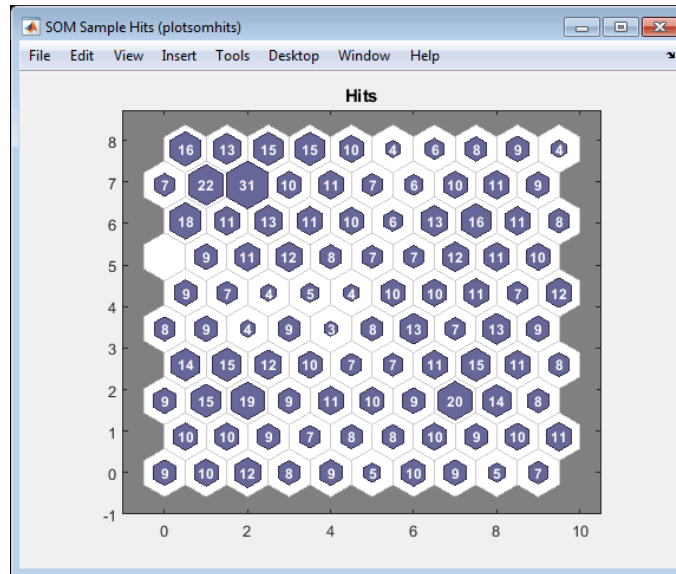 SOM Sample Hits (plotsomhits)
File Edit View Insert Tools Desktop Window Help
Hits
8
16 13 15 15 10 4 6 8 9 4
7
7 22 31 10 11 7 6 10 11 9
6
18 11 13 11 10 6 13 16 11 8
5
9 11 12 8 7 7 12 11 10
4
9 7 4 5 4 10 10 11 7 12
3
8 9 4 9 3 8 13 7 13 9
14 15 12 10 7 7 11 15 11 8
2
9 15 19 9 11 10 9 20 14 8
1
10 10 9 7 8 8 10 9 10 11
0
9 10 12 8 9 5 10 9 5 7
-1
0 2 4 6 8 10